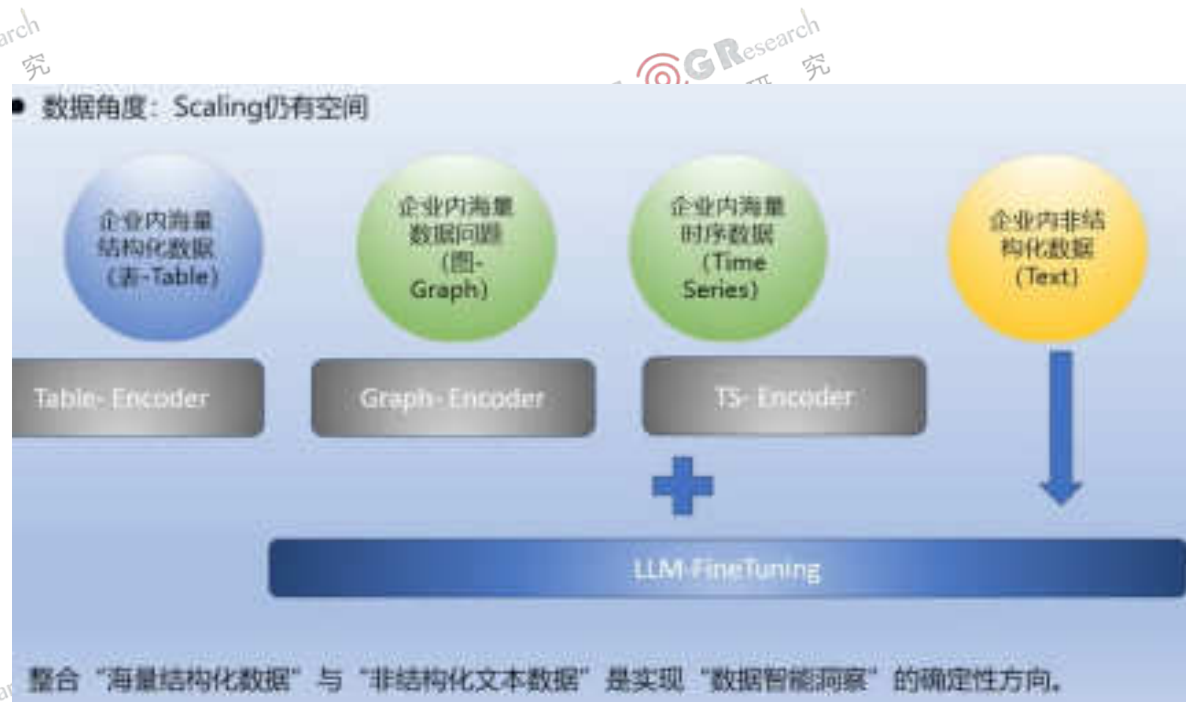 arch
究
GResearch
研 究
● 数据角度：Scaling仍有空间
企业内海量
结构化数据
（表-Table）
企业内海量
数据问题
（图-
Graph）
企业内海量
时序数据
（Time
Series）
企业内非结
构化数据
（Text）
Table- Encoder
Graph- Encoder
TS- Encoder
LLM-FineTuning
整合“海量结构化数据”与“非结构化文本数据”是实现“数据智能洞察”的确定性方向。